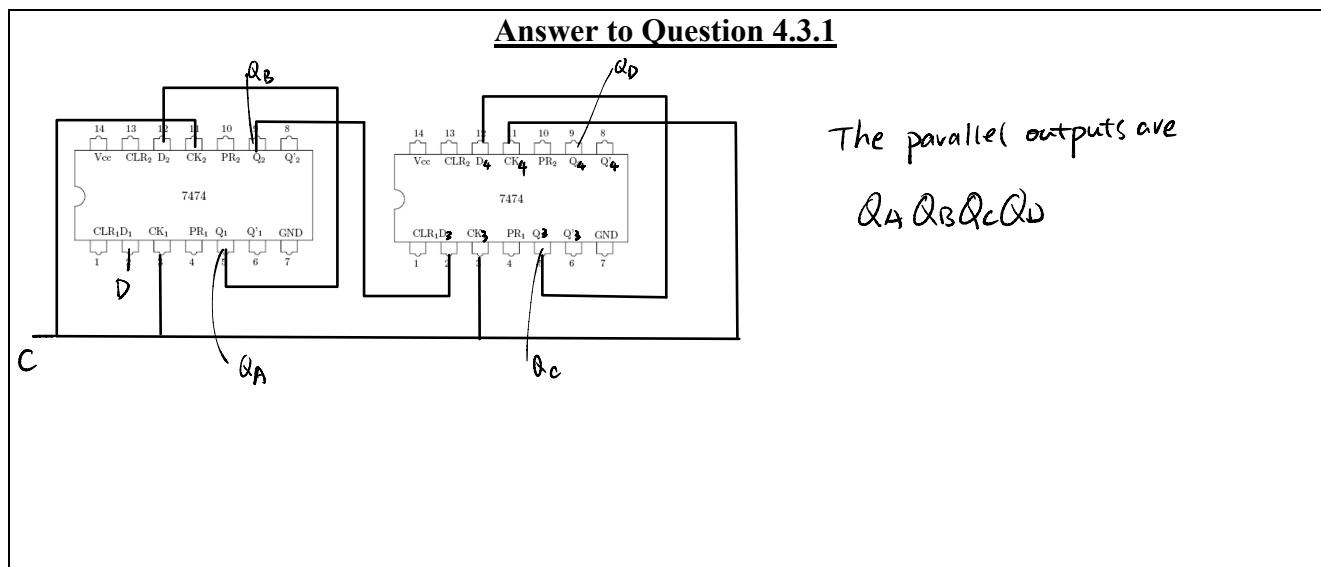 Answer to Question 4.3.1
QB
QD
14 13 12 11 10 9 8
Vcc CLR2 D2 CK2 PR2 Q2 Q'2
7474
CLR1 D1 CK1 PR1 Q1 Q'1 GND
1 2 3 4 5 6 7
D
QA
14 13 12 11 10 9 8
Vcc CLR2 D4 CK4 PR2 Q4 Q'4
7474
CLR1 D3 CK3 PR1 Q3 Q'3 GND
1 2 3 4 5 6 7
QC
C
The parallel outputs are
QA QB QC QD